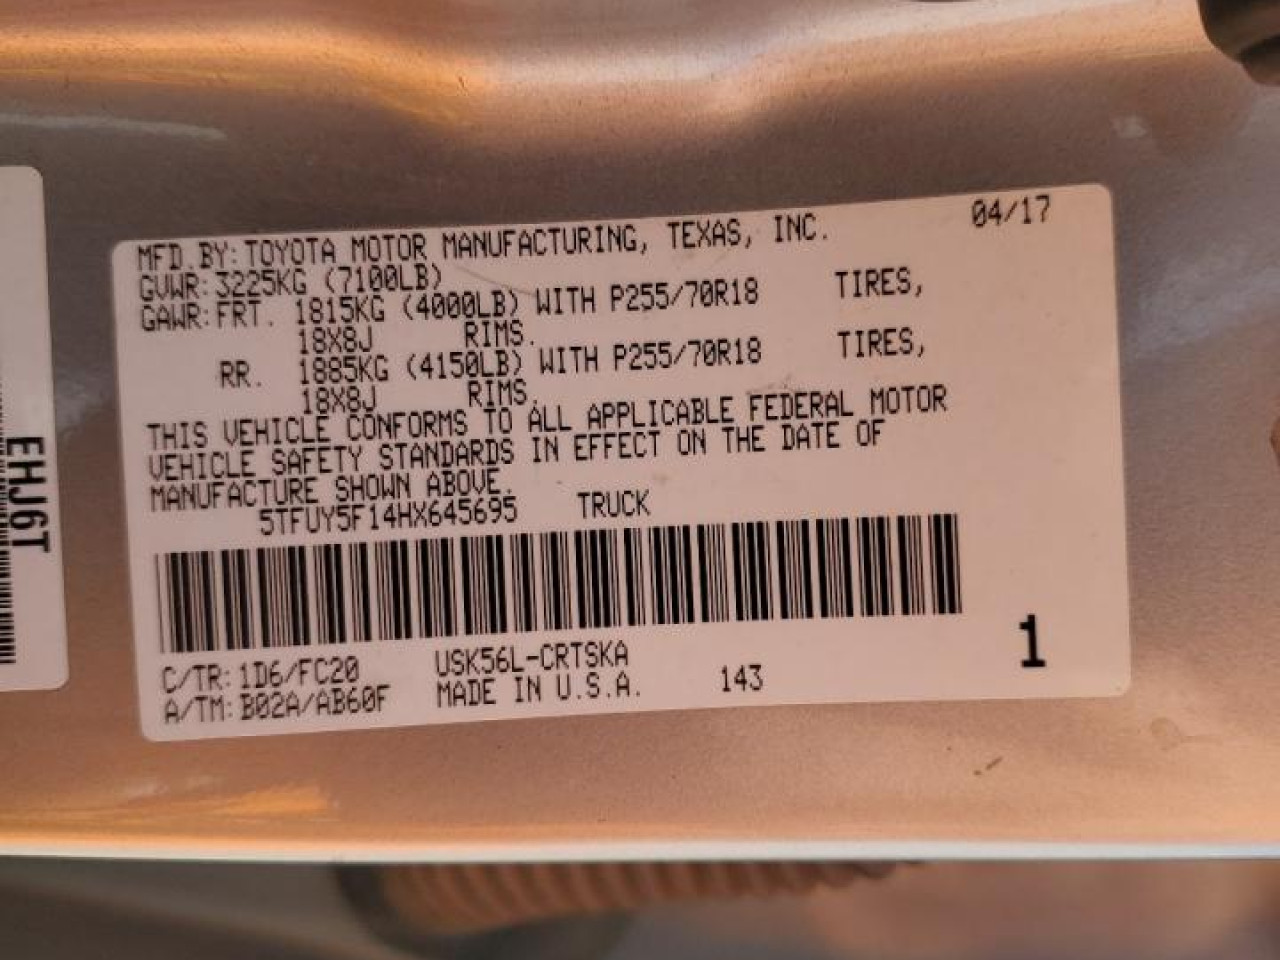 MFD.BY:TOYOTA MOTOR MANUFACTURING, TEXAS, INC. 04/17
GVWR:3225KG (7100LB)
GAWR:FRT. 1815KG (4000LB) WITH P255/70R18 TIRES,
18X8J RIMS.
RR. 1885KG (4150LB) WITH P255/70R18 TIRES,
18X8J RIMS.
THIS VEHICLE CONFORMS TO ALL APPLICABLE FEDERAL MOTOR
VEHICLE SAFETY STANDARDS IN EFFECT ON THE DATE OF
MANUFACTURE SHOWN ABOVE.
5TFUY5F14HX645695 TRUCK
C/TR:1D6/FC20 USK56L-CRTSKA
A/TM:B02A/AB60F MADE IN U.S.A. 143
1
EHJ6T